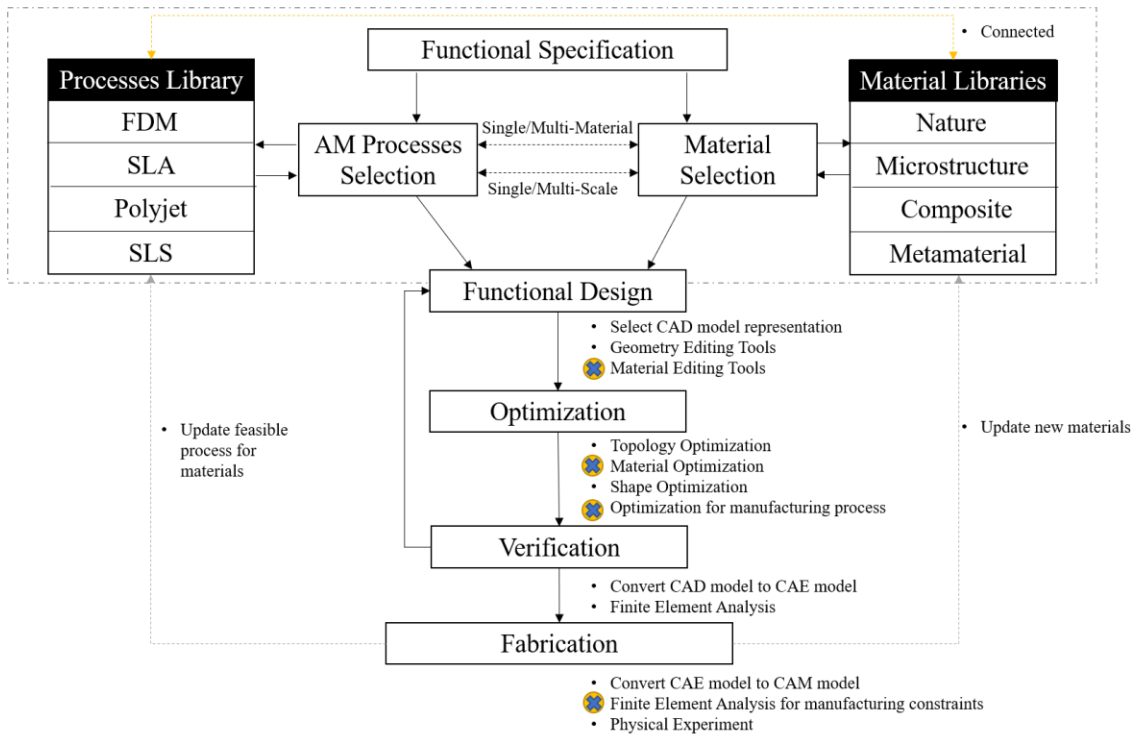 Functional Specification
• Connected
Processes Library
FDM
SLA
Polyjet
SLS
AM Processes
Selection
Single/Multi-Material
Single/Multi-Scale
Material
Selection
Material Libraries
Nature
Microstructure
Composite
Metamaterial
Functional Design
• Select CAD model representation
• Geometry Editing Tools
Material Editing Tools
Optimization
• Topology Optimization
Material Optimization
• Shape Optimization
Optimization for manufacturing process
• Update feasible
process for
materials
• Update new materials
Verification
• Convert CAD model to CAE model
• Finite Element Analysis
Fabrication
• Convert CAE model to CAM model
Finite Element Analysis for manufacturing constraints
• Physical Experiment